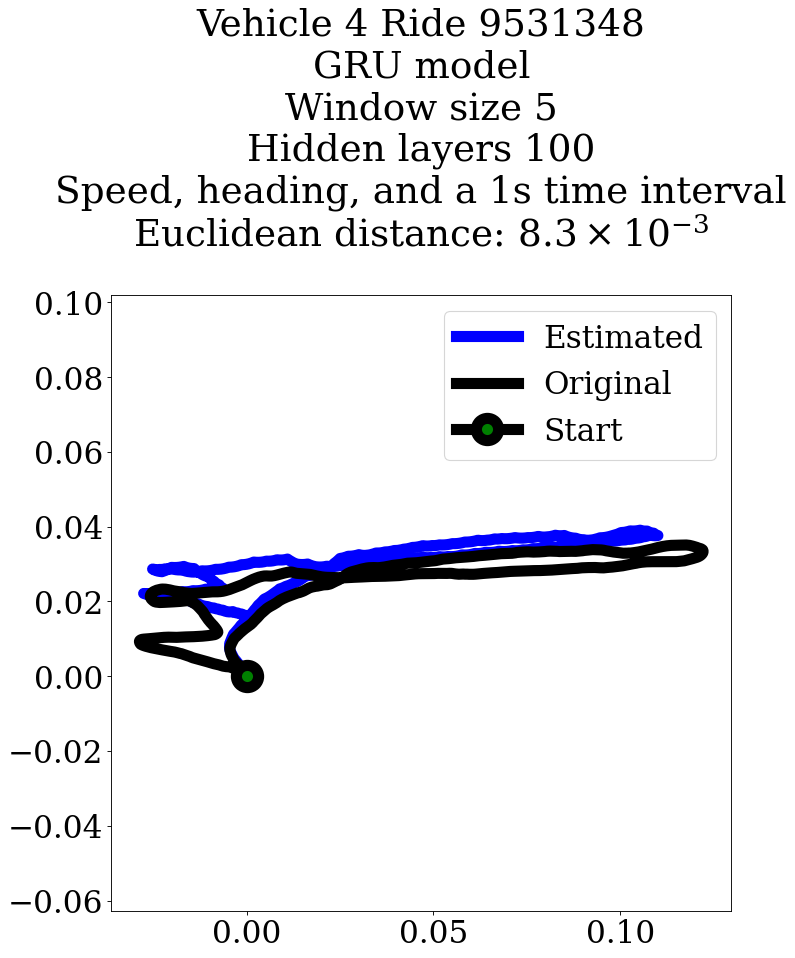 Vehicle 4 Ride 9531348
GRU model
Window size 5
Hidden layers 100
Speed, heading, and a 1s time interval
Euclidean distance: 8.3 × 10⁻³
Estimated
Original
Start
0.10
0.08
0.06
0.04
0.02
0.00
−0.02
−0.04
−0.06
0.00 0.05 0.10